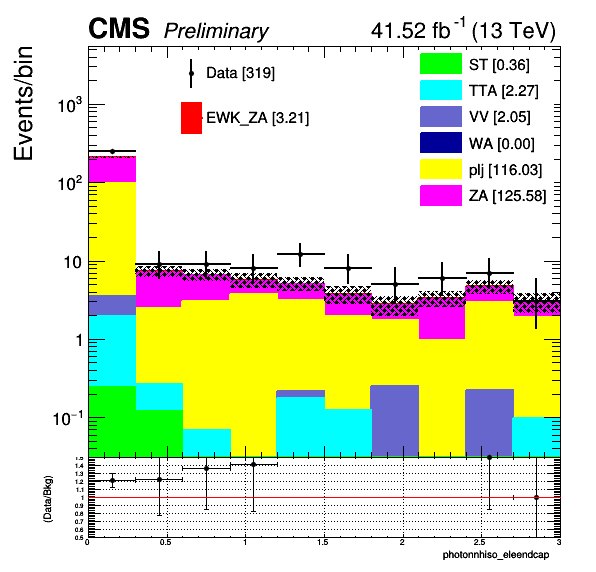 CMS Preliminary 41.52 fb⁻¹ (13 TeV)
Events/bin
Data [319]
EWK_ZA [3.21]
ST [0.36]
TTA [2.27]
VV [2.05]
WA [0.00]
plj [116.03]
ZA [125.58]
10³
10²
10
1
10⁻¹
(Data/Bkg)
1.5
1.4
1.3
1.2
1.1
1
0.9
0.8
0.7
0.6
0.5
0 0.5 1 1.5 2 2.5 3
photonnhiso_eleendcap